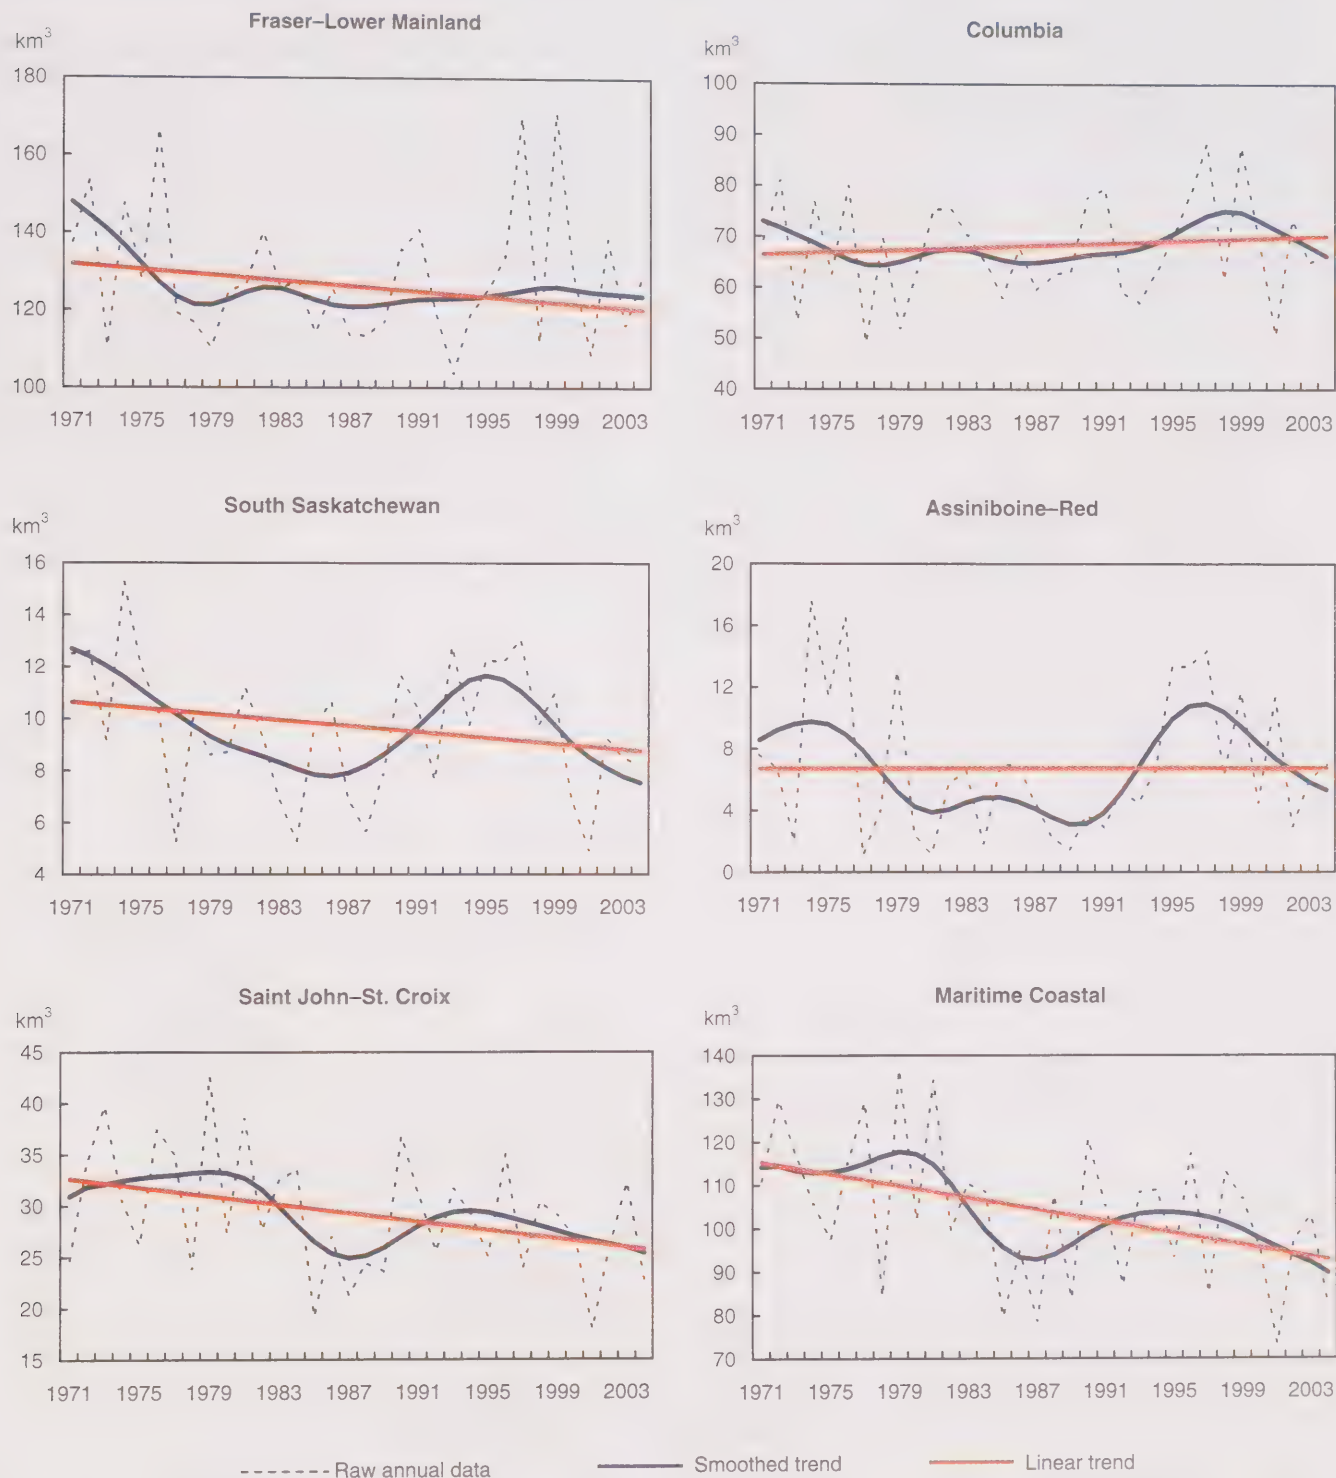 Fraser–Lower Mainland
km³
180
160
140
120
100
1971 1975 1979 1983 1987 1991 1995 1999 2003
Columbia
km³
100
90
80
70
60
50
40
1971 1975 1979 1983 1987 1991 1995 1999 2003
South Saskatchewan
km³
16
14
12
10
8
6
4
1971 1975 1979 1983 1987 1991 1995 1999 2003
Assiniboine–Red
km³
20
16
12
8
4
0
1971 1975 1979 1983 1987 1991 1995 1999 2003
Saint John–St. Croix
km³
45
40
35
30
25
20
15
1971 1975 1979 1983 1987 1991 1995 1999 2003
Maritime Coastal
km³
140
130
120
110
100
90
80
70
1971 1975 1979 1983 1987 1991 1995 1999 2003
Raw annual data Smoothed trend Linear trend